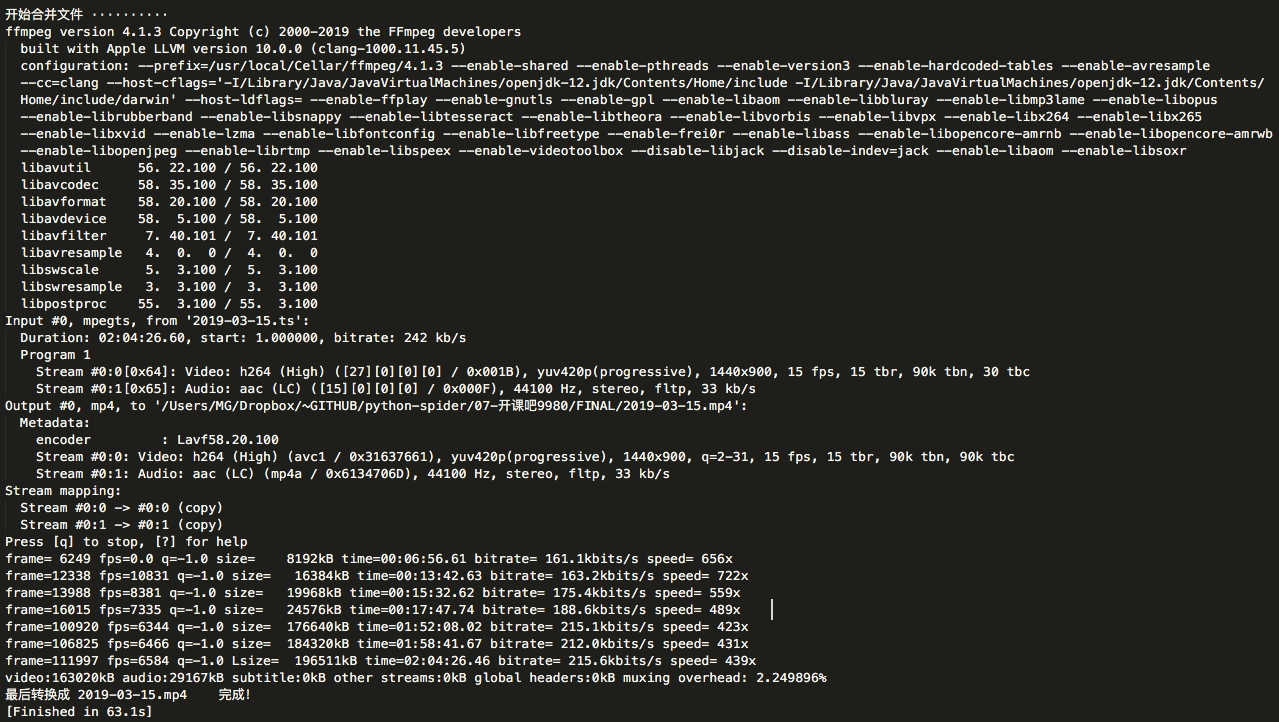 开始合并文件 ··········
ffmpeg version 4.1.3 Copyright (c) 2000-2019 the FFmpeg developers
  built with Apple LLVM version 10.0.0 (clang-1000.11.45.5)
  configuration: --prefix=/usr/local/Cellar/ffmpeg/4.1.3 --enable-shared --enable-pthreads --enable-version3 --enable-hardcoded-tables --enable-avresample
  --cc=clang --host-cflags='-I/Library/Java/JavaVirtualMachines/openjdk-12.jdk/Contents/Home/include -I/Library/Java/JavaVirtualMachines/openjdk-12.jdk/Contents/
  Home/include/darwin' --host-ldflags= --enable-ffplay --enable-gnutls --enable-gpl --enable-libaom --enable-libbluray --enable-libmp3lame --enable-libopus
  --enable-librubberband --enable-libsnappy --enable-libtesseract --enable-libtheora --enable-libvorbis --enable-libvpx --enable-libx264 --enable-libx265
  --enable-libxvid --enable-lzma --enable-libfontconfig --enable-libfreetype --enable-frei0r --enable-libass --enable-libopencore-amrnb --enable-libopencore-amrwb
  --enable-libopenjpeg --enable-librtmp --enable-libspeex --enable-videotoolbox --disable-libjack --disable-indev=jack --enable-libaom --enable-libsoxr
  libavutil      56. 22.100 / 56. 22.100
  libavcodec     58. 35.100 / 58. 35.100
  libavformat    58. 20.100 / 58. 20.100
  libavdevice    58.  5.100 / 58.  5.100
  libavfilter     7. 40.101 /  7. 40.101
  libavresample   4.  0.  0 /  4.  0.  0
  libswscale      5.  3.100 /  5.  3.100
  libswresample   3.  3.100 /  3.  3.100
  libpostproc    55.  3.100 / 55.  3.100
Input #0, mpegts, from '2019-03-15.ts':
  Duration: 02:04:26.60, start: 1.000000, bitrate: 242 kb/s
  Program 1
    Stream #0:0[0x64]: Video: h264 (High) ([27][0][0][0] / 0x001B), yuv420p(progressive), 1440x900, 15 fps, 15 tbr, 90k tbn, 30 tbc
    Stream #0:1[0x65]: Audio: aac (LC) ([15][0][0][0] / 0x000F), 44100 Hz, stereo, fltp, 33 kb/s
Output #0, mp4, to '/Users/MG/Dropbox/~GITHUB/python-spider/07-开课吧9980/FINAL/2019-03-15.mp4':
  Metadata:
    encoder         : Lavf58.20.100
    Stream #0:0: Video: h264 (High) (avc1 / 0x31637661), yuv420p(progressive), 1440x900, q=2-31, 15 fps, 15 tbr, 90k tbn, 90k tbc
    Stream #0:1: Audio: aac (LC) (mp4a / 0x6134706D), 44100 Hz, stereo, fltp, 33 kb/s
Stream mapping:
  Stream #0:0 -> #0:0 (copy)
  Stream #0:1 -> #0:1 (copy)
Press [q] to stop, [?] for help
frame= 6249 fps=0.0 q=-1.0 size=    8192kB time=00:06:56.61 bitrate= 161.1kbits/s speed= 656x
frame=12338 fps=10831 q=-1.0 size=   16384kB time=00:13:42.63 bitrate= 163.2kbits/s speed= 722x
frame=13988 fps=8381 q=-1.0 size=   19968kB time=00:15:32.62 bitrate= 175.4kbits/s speed= 559x
frame=16015 fps=7335 q=-1.0 size=   24576kB time=00:17:47.74 bitrate= 188.6kbits/s speed= 489x
frame=100920 fps=6344 q=-1.0 size=  176640kB time=01:52:08.02 bitrate= 215.1kbits/s speed= 423x
frame=106825 fps=6466 q=-1.0 size=  184320kB time=01:58:41.67 bitrate= 212.0kbits/s speed= 431x
frame=111997 fps=6584 q=-1.0 Lsize=  196511kB time=02:04:26.46 bitrate= 215.6kbits/s speed= 439x
video:163020kB audio:29167kB subtitle:0kB other streams:0kB global headers:0kB muxing overhead: 2.249896%
最后转换成 2019-03-15.mp4    完成!
[Finished in 63.1s]